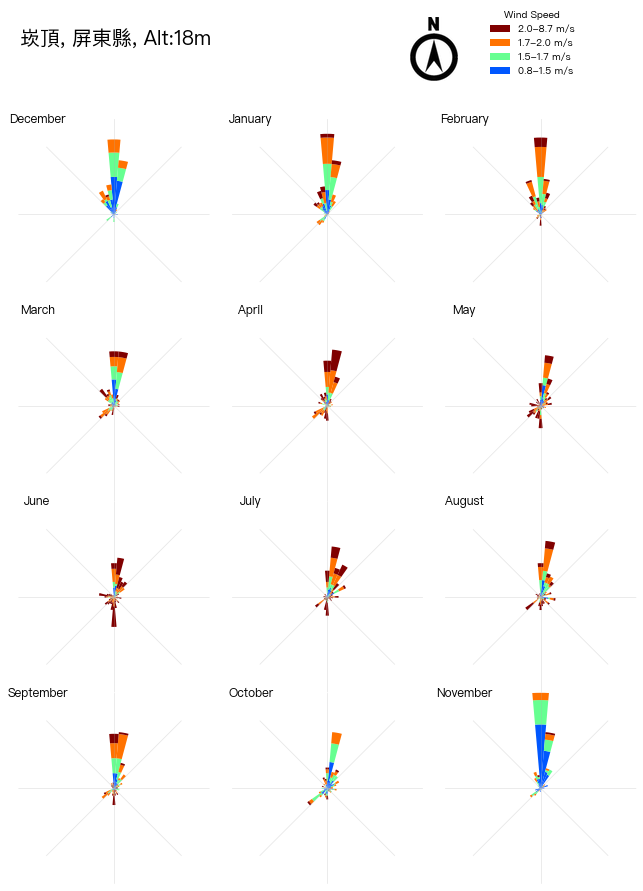 崁頂, 屏東縣, Alt:18m
N
Wind Speed
2.0–8.7 m/s
1.7–2.0 m/s
1.5–1.7 m/s
0.8–1.5 m/s
December
January
February
March
April
May
June
July
August
September
October
November